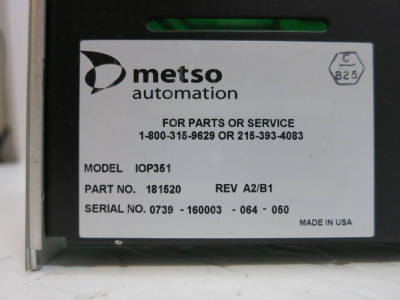 metso
automation
C
825
FOR PARTS OR SERVICE
1-800-315-9629 OR 215-393-4083
MODEL IOP351
PART NO. 181520 REV A2/B1
SERIAL NO. 0739 -160003 -064 -050
MADE IN USA